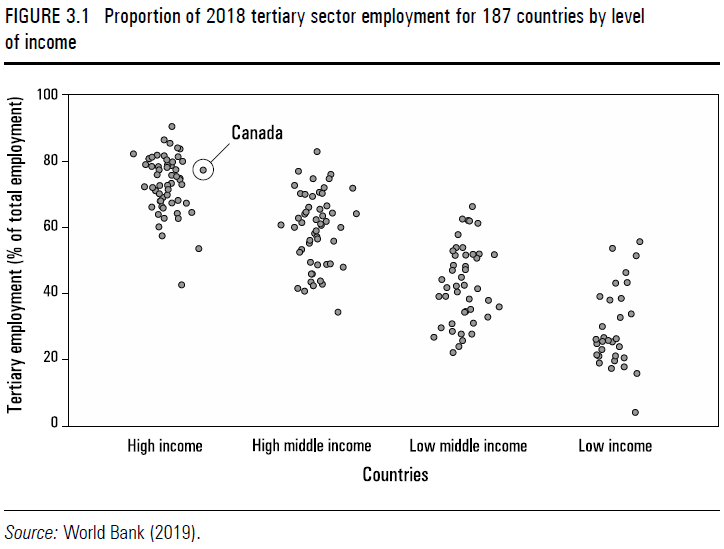 FIGURE 3.1 Proportion of 2018 tertiary sector employment for 187 countries by level
of income
Tertiary employment (% of total employment)
100
80
60
40
20
0
Canada
High income
High middle income
Low middle income
Low income
Countries
Source: World Bank (2019).